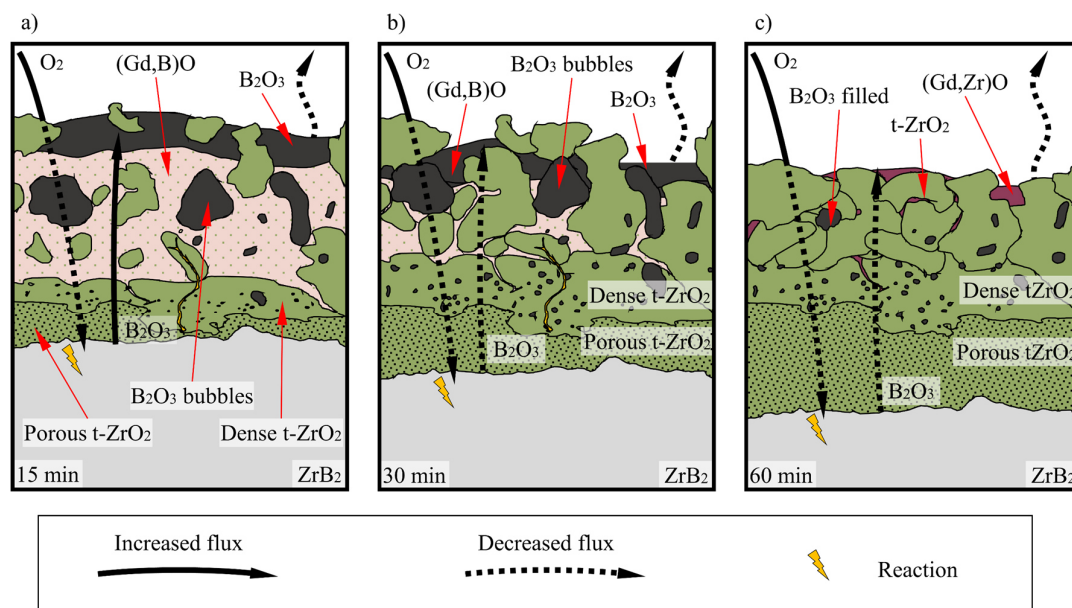 a)
O₂
(Gd,B)O
B₂O₃
B₂O₃
B₂O₃ bubbles
Porous t-ZrO₂
Dense t-ZrO₂
15 min
ZrB₂
b)
O₂
B₂O₃ bubbles
(Gd,B)O
B₂O₃
Dense t-ZrO₂
Porous t-ZrO₂
B₂O₃
30 min
ZrB₂
c)
O₂
(Gd,Zr)O
B₂O₃ filled
t-ZrO₂
Dense tZrO₂
Porous tZrO₂
B₂O₃
60 min
ZrB₂
Increased flux
Decreased flux
Reaction